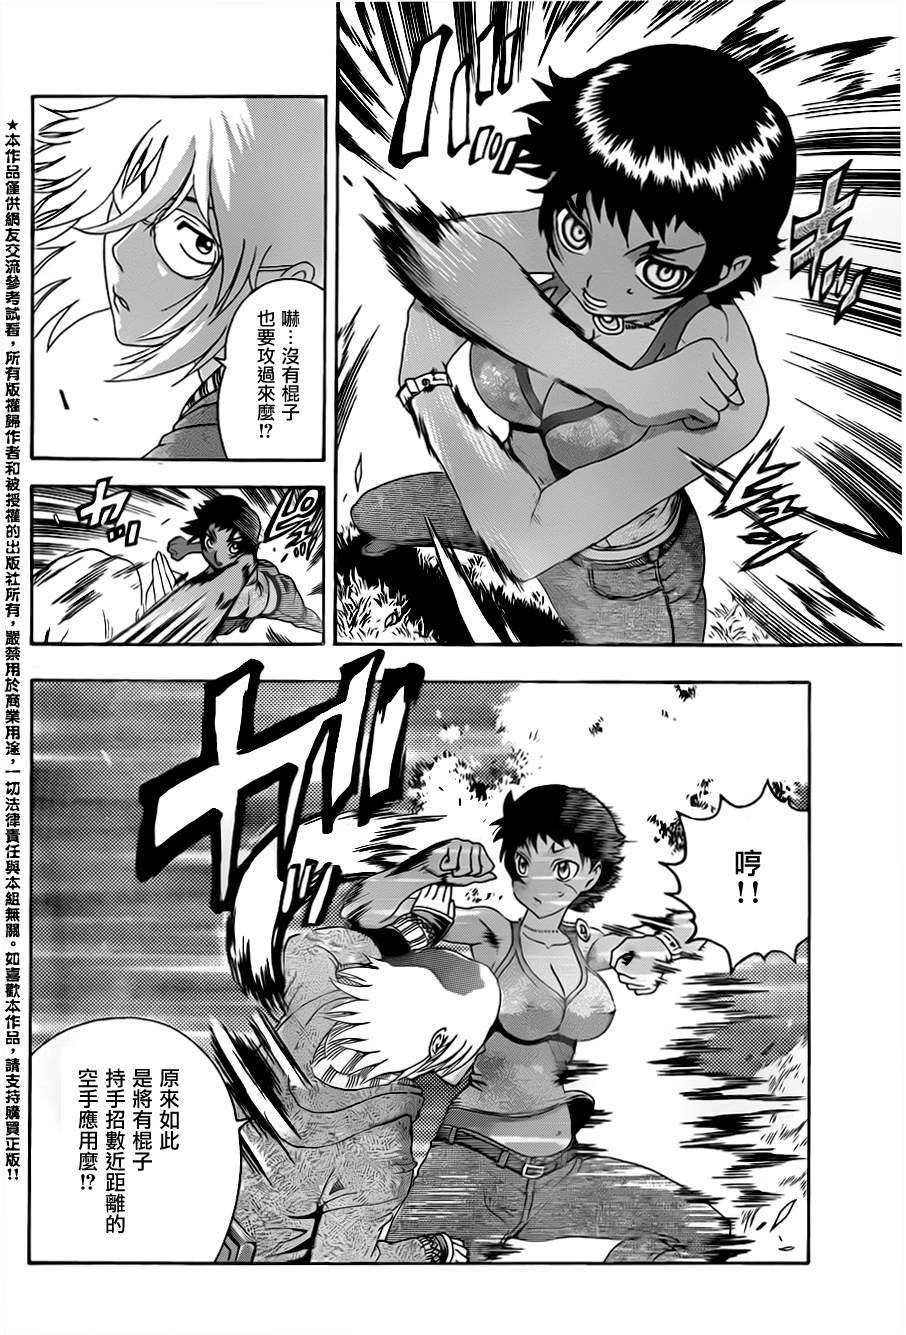 嚇…沒有棍子
也要攻過來麼!?
哼!!
原來如此
是將有棍子
持手招數近距離的
空手應用麼!?
★本作品僅供網友交流參考試看，所有版權歸作者和被授權的出版社所有，嚴禁用於商業用途，一切法律責任與本組無關。如喜歡本作品，請支持購買正版!!